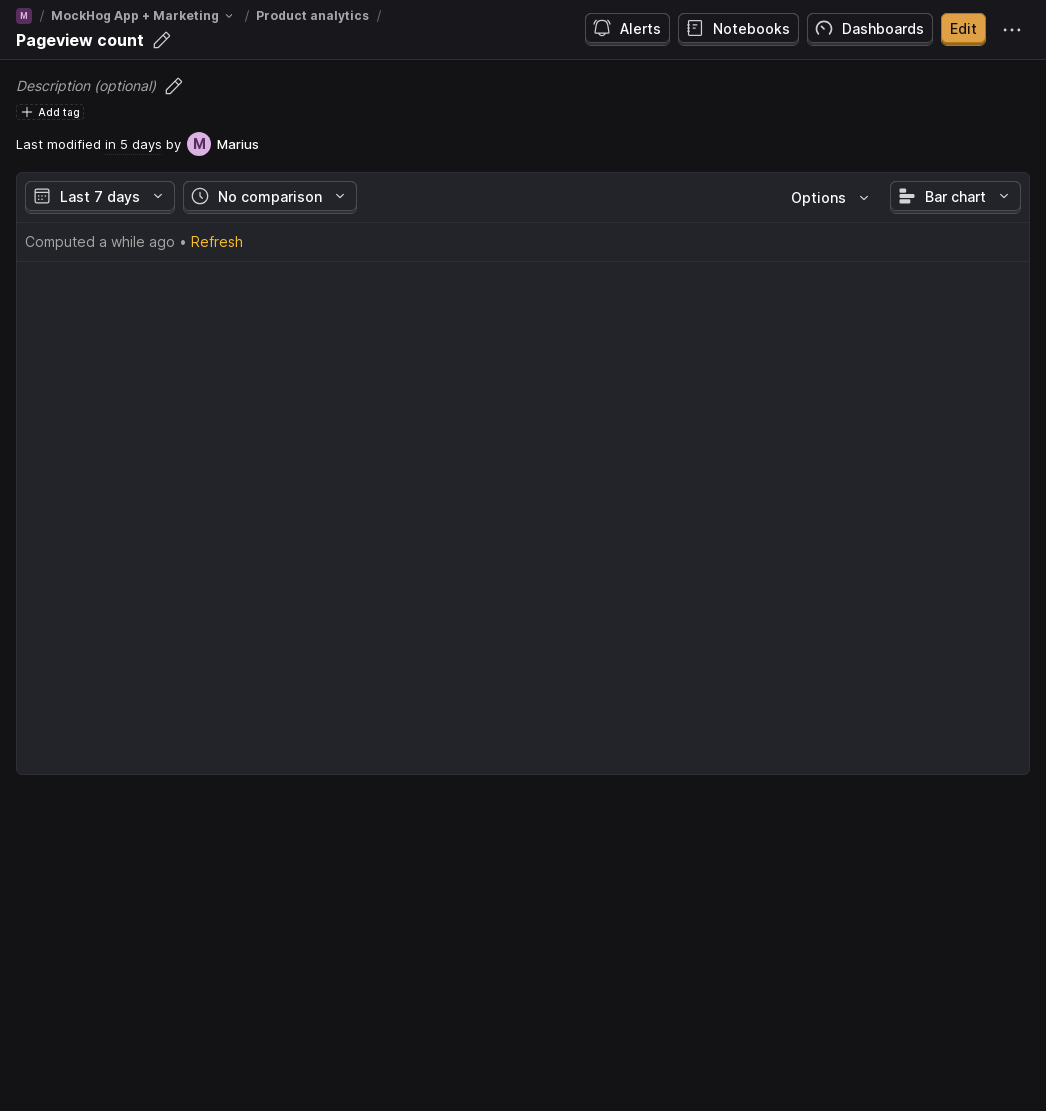 M / MockHog App + Marketing / Product analytics /
Pageview count
Alerts Notebooks Dashboards Edit
Description (optional)
Add tag
Last modified in 5 days by M Marius
Last 7 days No comparison Options Bar chart
Computed a while ago • Refresh